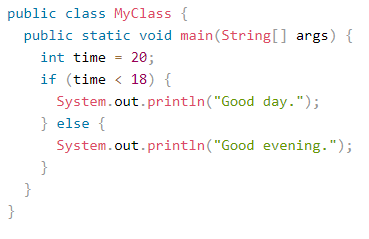 public class MyClass {
  public static void main(String[] args) {
    int time = 20;
    if (time < 18) {
      System.out.println("Good day.");
    } else {
      System.out.println("Good evening.");
    }
  }
}